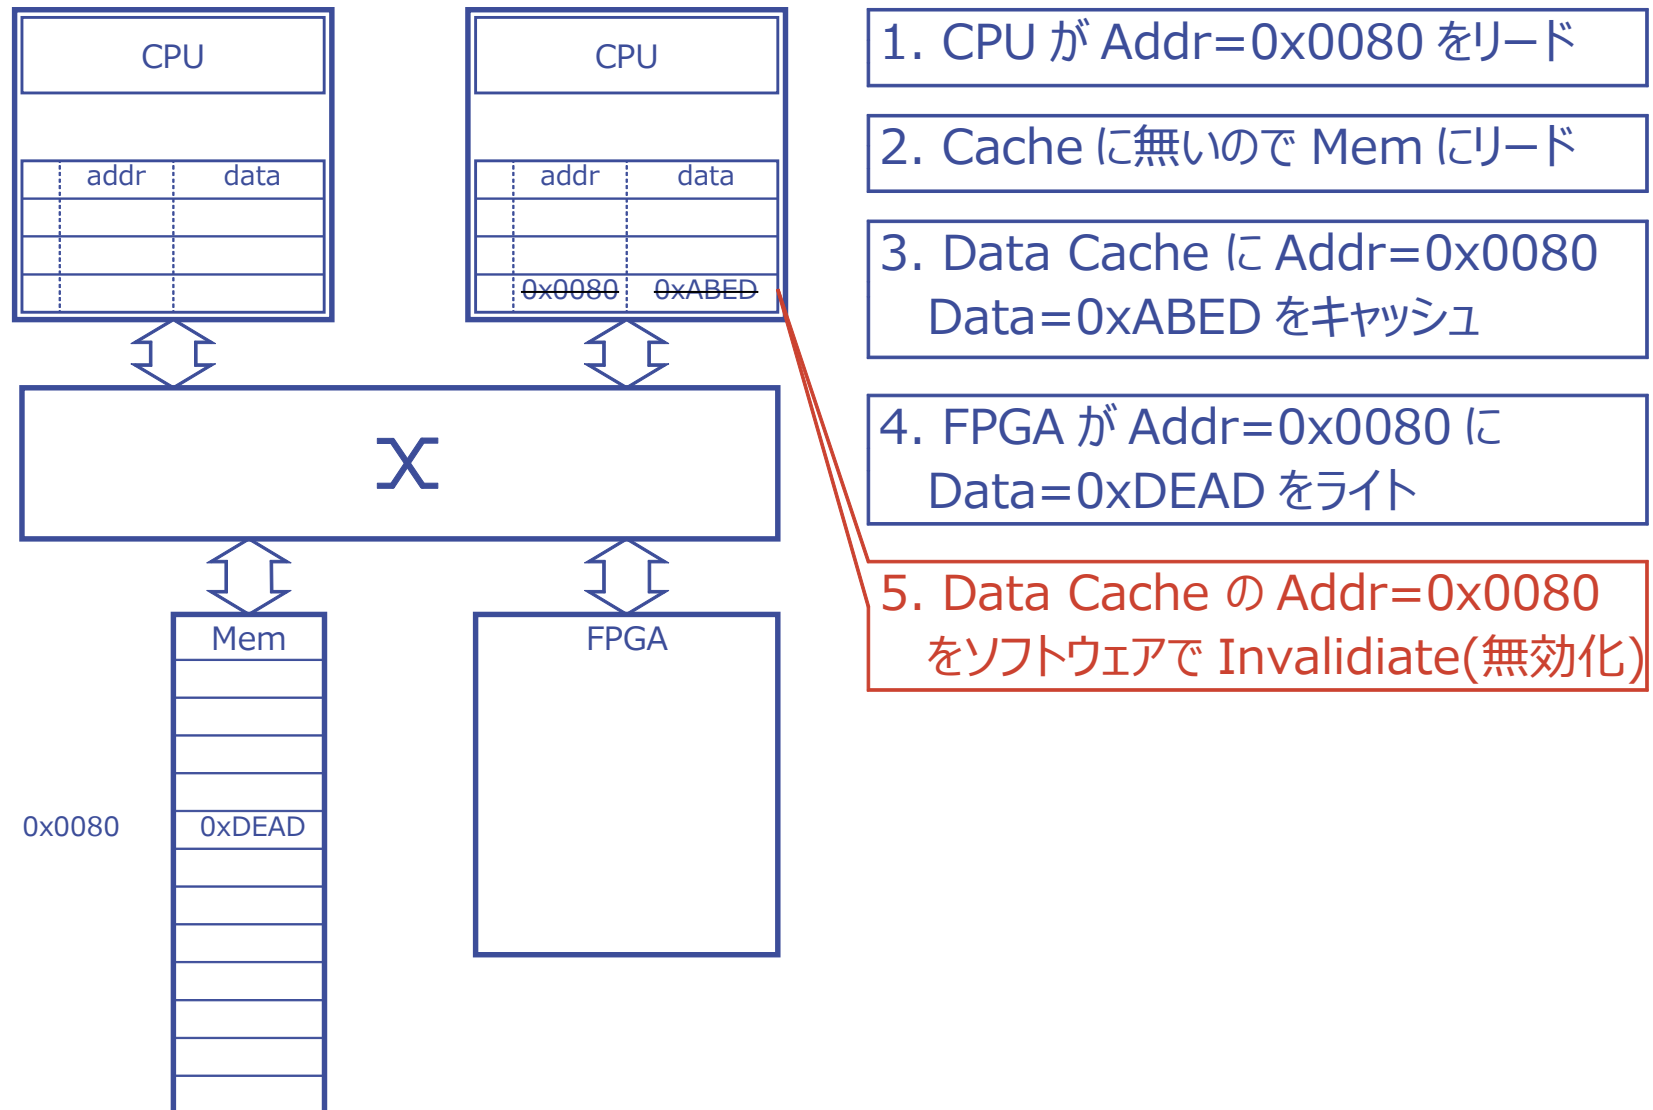 CPU
CPU
addr data
addr data
0x0080 0xABED
Mem
FPGA
0x0080 0xDEAD
1. CPU が Addr=0x0080 をリード
2. Cache に無いので Mem にリード
3. Data Cache に Addr=0x0080
Data=0xABED をキャッシュ
4. FPGA が Addr=0x0080 に
Data=0xDEAD をライト
5. Data Cache の Addr=0x0080
をソフトウェアで Invalidiate(無効化)